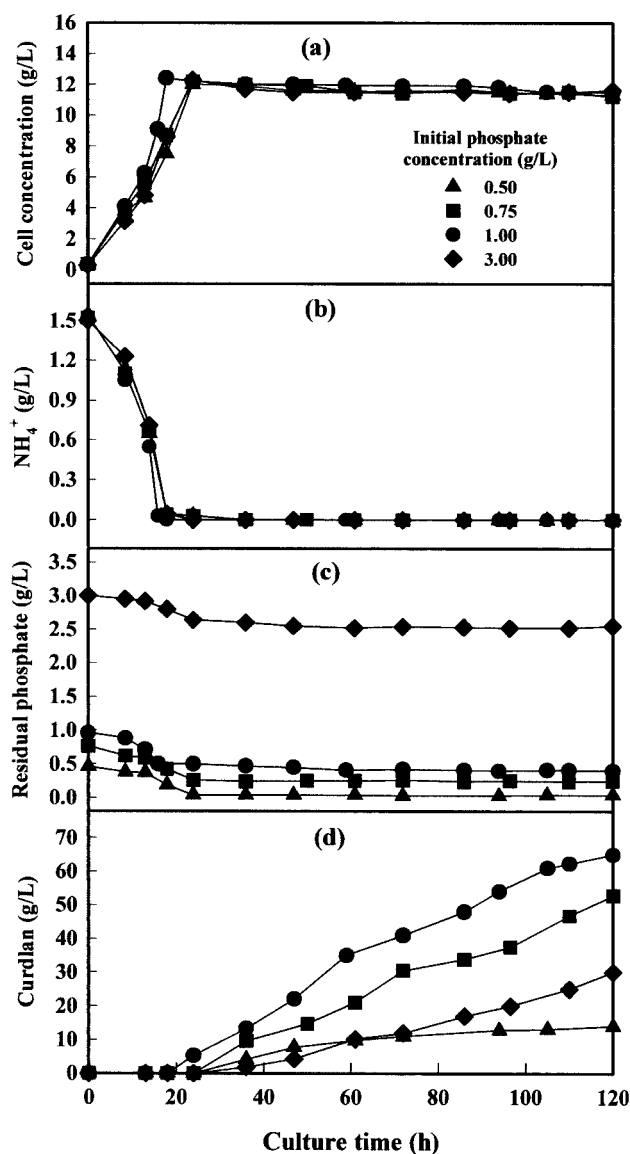 (a)
Cell concentration (g/L)
16
14
12
10
8
6
4
2
0
Initial phosphate
concentration (g/L)
0.50
0.75
1.00
3.00
(b)
NH4+ (g/L)
1.5
1.2
0.9
0.6
0.3
0.0
(c)
Residual phosphate (g/L)
3.5
3.0
2.5
2.0
1.5
1.0
0.5
0.0
(d)
Curdlan (g/L)
70
60
50
40
30
20
10
0
0 20 40 60 80 100 120
Culture time (h)